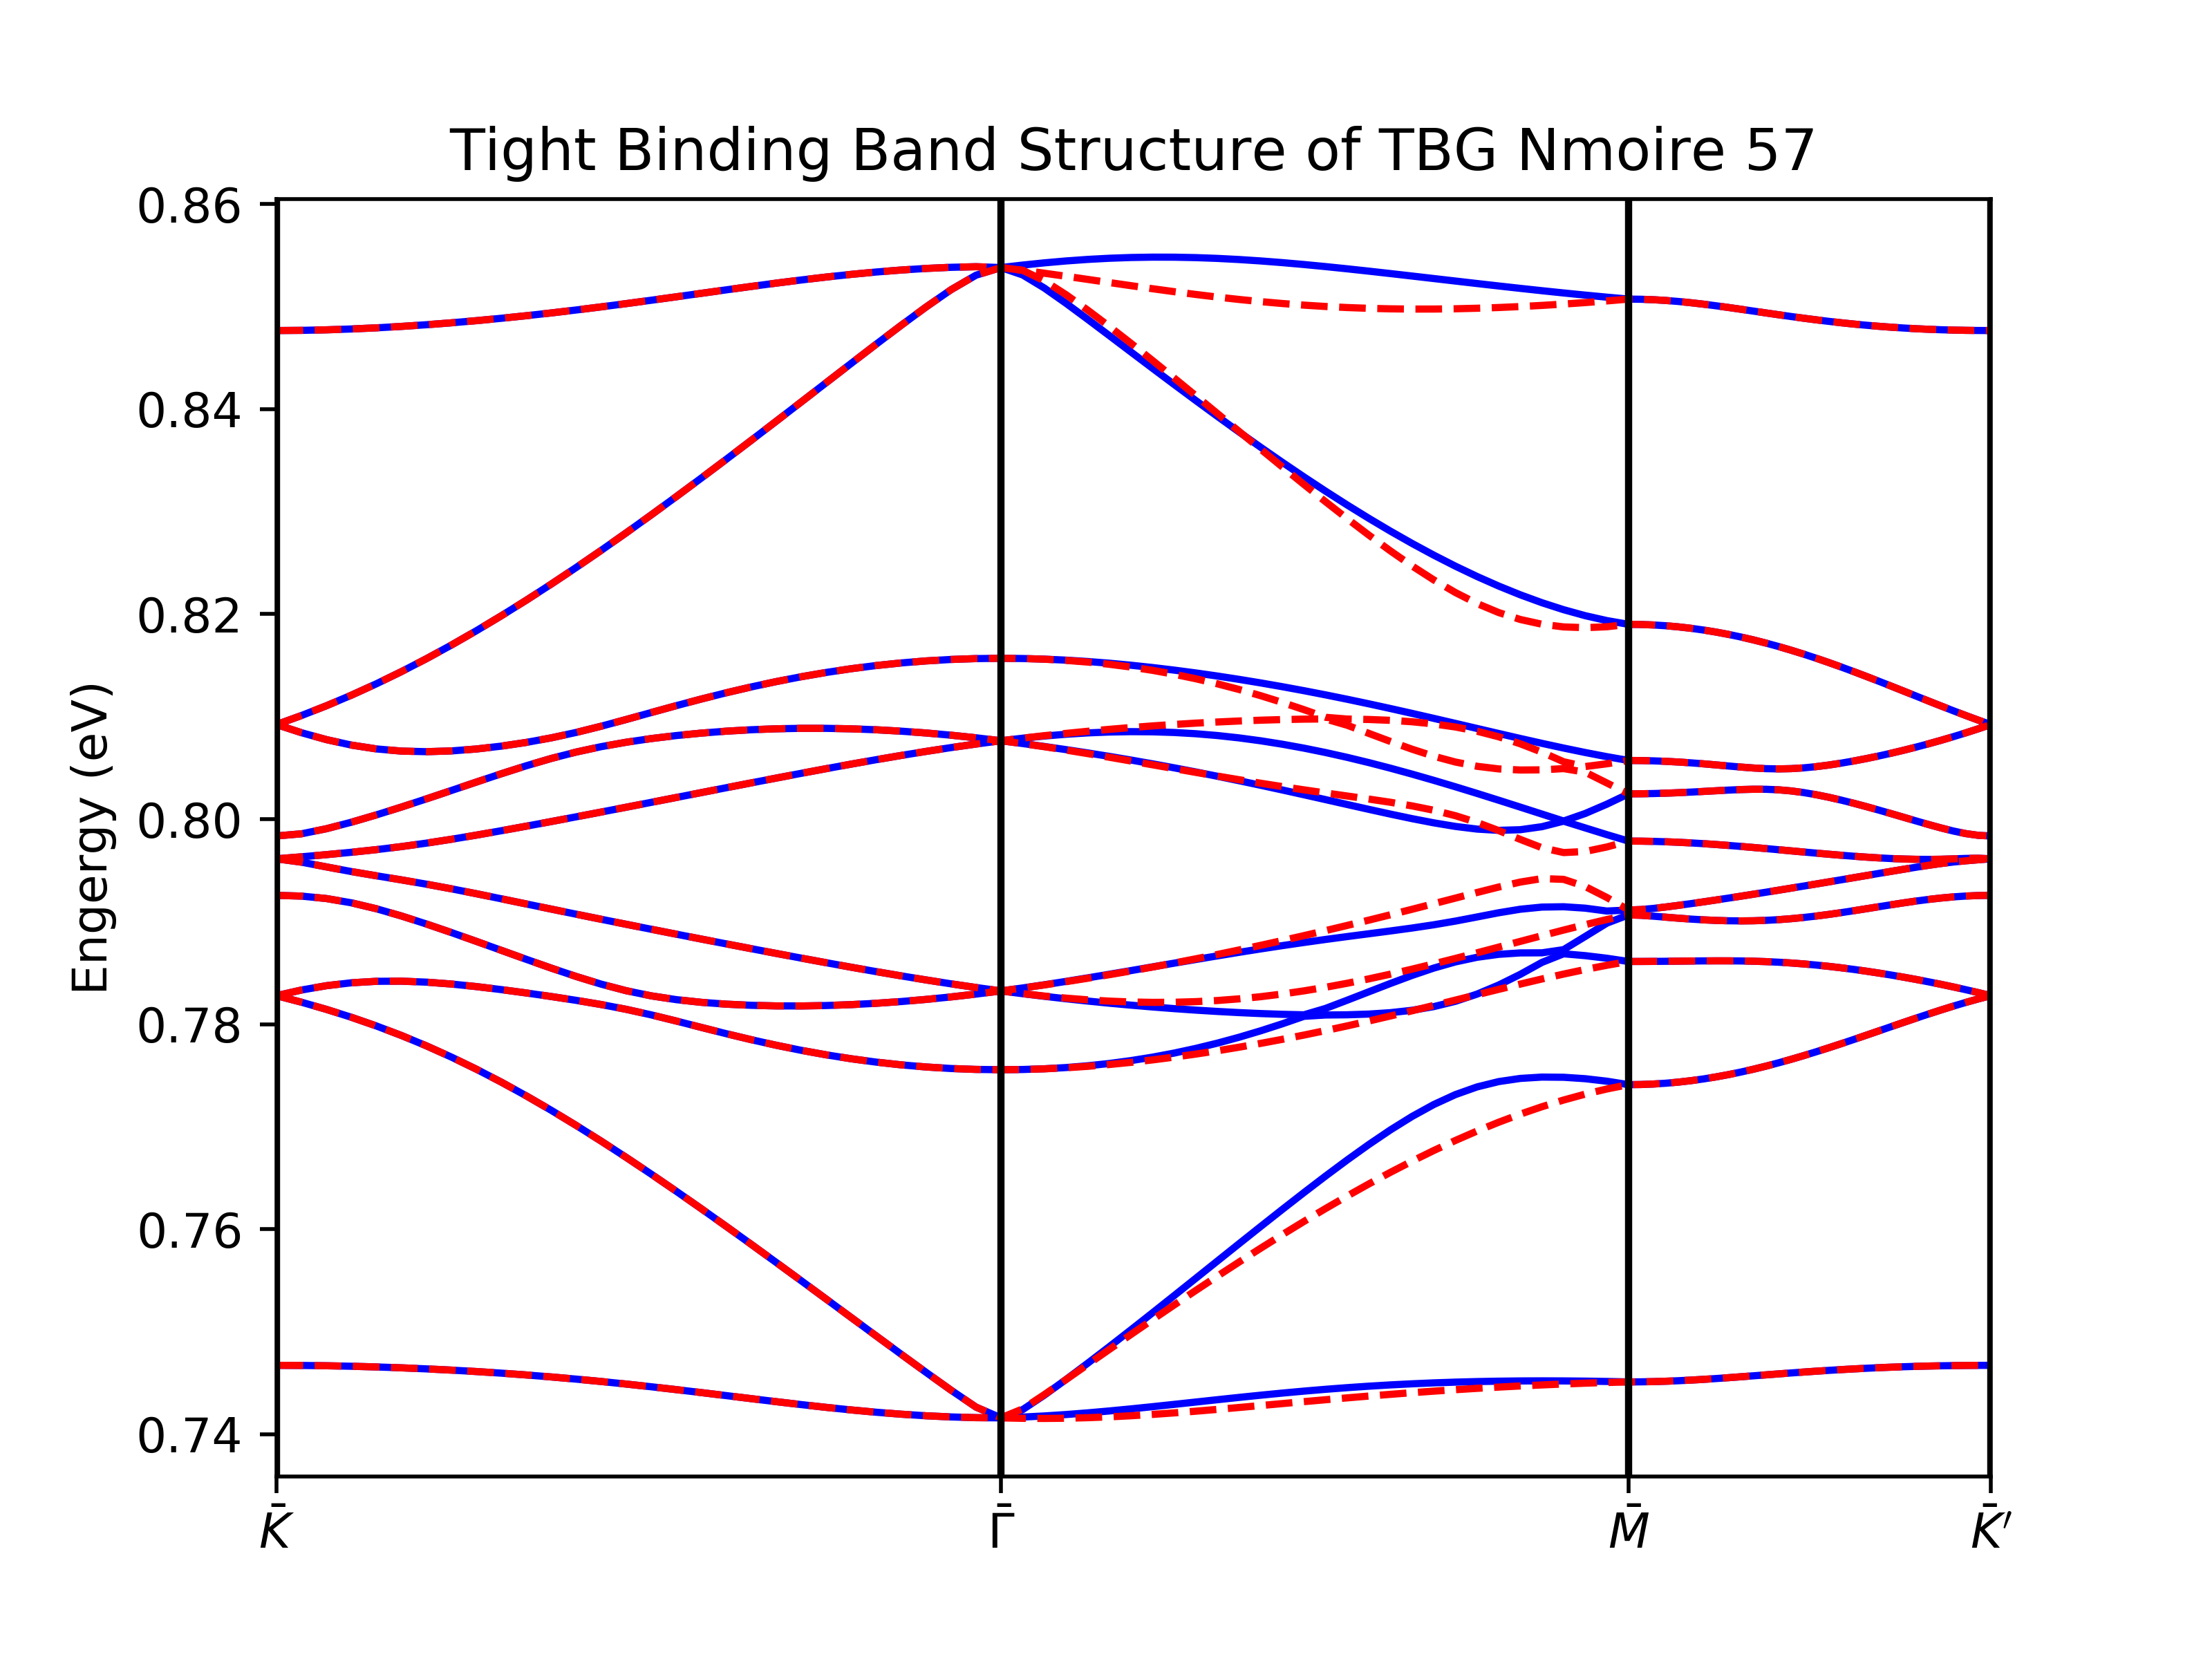 Tight Binding Band Structure of TBG Nmoire 57
0.86
0.84
0.82
0.80
0.78
0.76
0.74
Engergy (eV)
K̄ Γ̄ M̄ K̄′